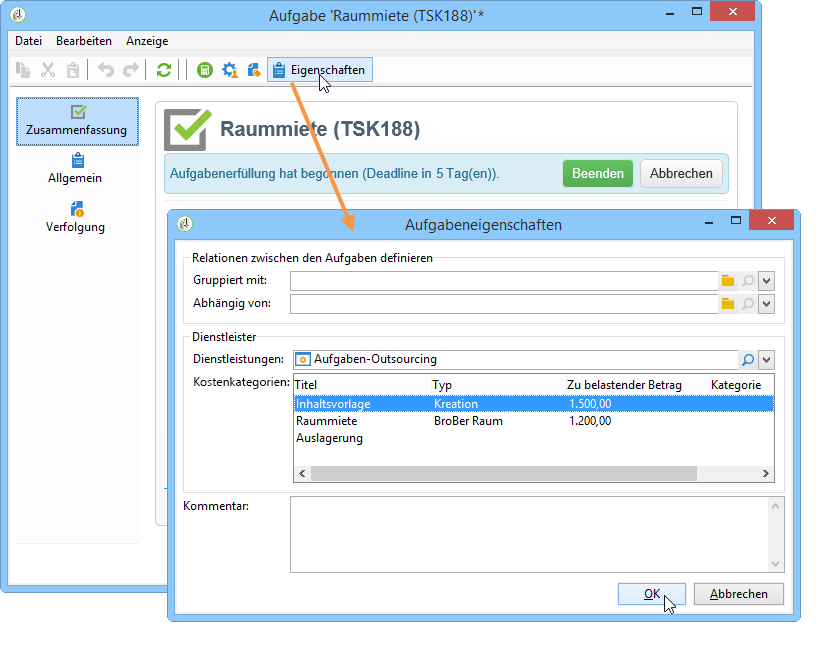 Aufgabe 'Raummiete (TSK188)'*
Datei Bearbeiten Anzeige
Eigenschaften
Zusammenfassung
Allgemein
Verfolgung
Raummiete (TSK188)
Aufgabenerfüllung hat begonnen (Deadline in 5 Tag(en)).
Beenden Abbrechen
Aufgabeneigenschaften
Relationen zwischen den Aufgaben definieren
Gruppiert mit:
Abhängig von:
Dienstleister
Dienstleistungen: Aufgaben-Outsourcing
Kostenkategorien: Titel Typ Zu belastender Betrag Kategorie
Inhaltsvorlage Kreation 1.500,00
Raummiete BroBer Raum 1.200,00
Auslagerung
Kommentar:
OK Abbrechen